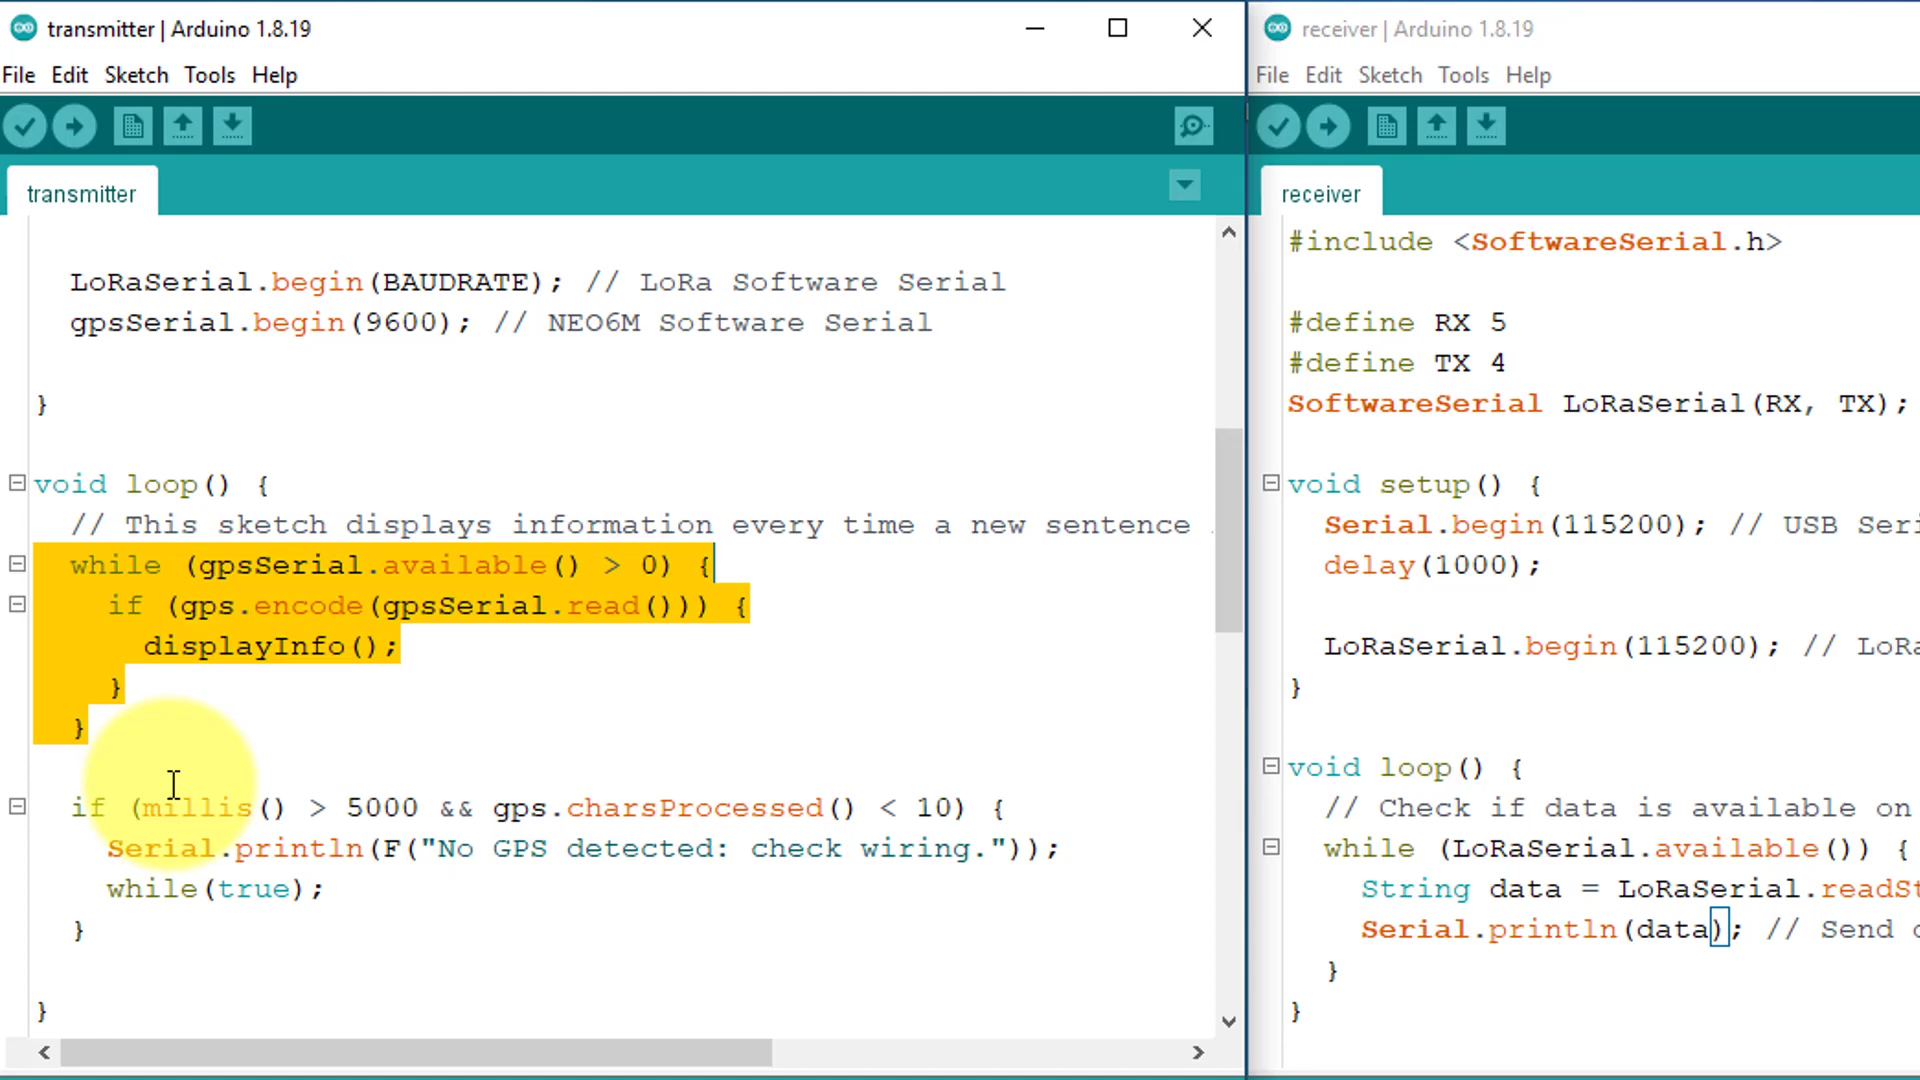 transmitter | Arduino 1.8.19
File Edit Sketch Tools Help
transmitter
LoRaSerial.begin(BAUDRATE); // LoRa Software Serial
gpsSerial.begin(9600); // NEO6M Software Serial
}
void loop() {
// This sketch displays information every time a new sentence
while (gpsSerial.available() > 0) {
if (gps.encode(gpsSerial.read())) {
displayInfo();
}
}
if (millis() > 5000 && gps.charsProcessed() < 10) {
Serial.println(F("No GPS detected: check wiring."));
while(true);
}
}
receiver | Arduino 1.8.19
File Edit Sketch Tools Help
receiver
#include <SoftwareSerial.h>
#define RX 5
#define TX 4
SoftwareSerial LoRaSerial(RX, TX);
void setup() {
Serial.begin(115200); // USB Seri
delay(1000);
LoRaSerial.begin(115200); // LoRa
}
void loop() {
// Check if data is available on
while (LoRaSerial.available()) {
String data = LoRaSerial.readSt
Serial.println(data); // Send
}
}